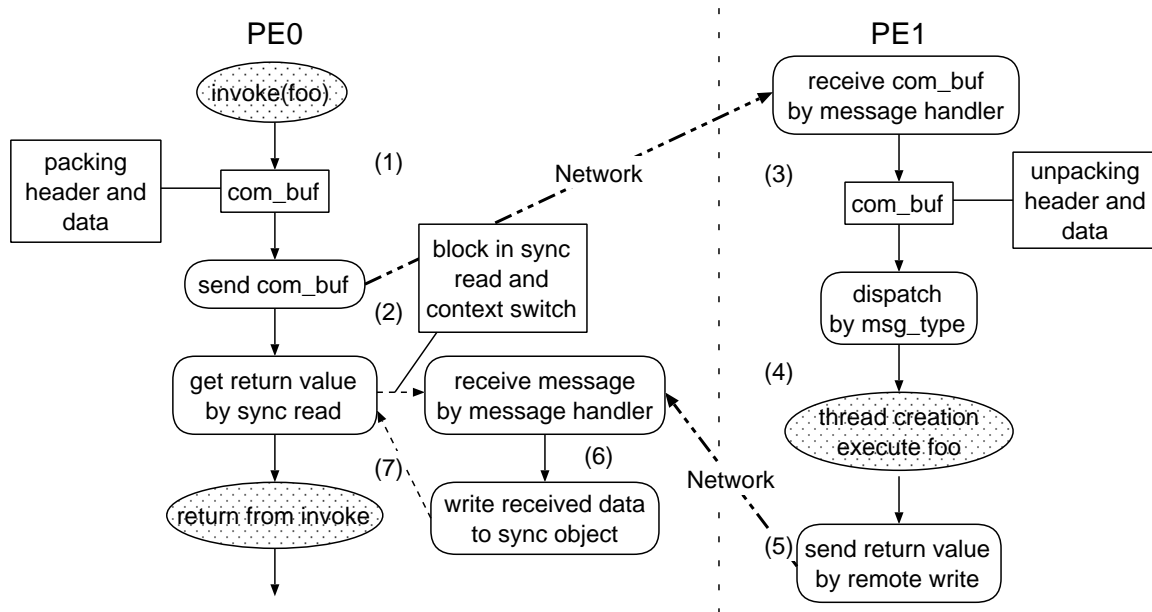 PE0
PE1
invoke(foo)
receive com_buf
by message handler
(1)
packing
header and
data
com_buf
Network
(3)
com_buf
unpacking
header and
data
block in sync
read and
context switch
send com_buf
(2)
dispatch
by msg_type
get return value
by sync read
receive message
by message handler
(4)
thread creation
execute foo
(7)
(6)
Network
return from invoke
write received data
to sync object
(5)
send return value
by remote write